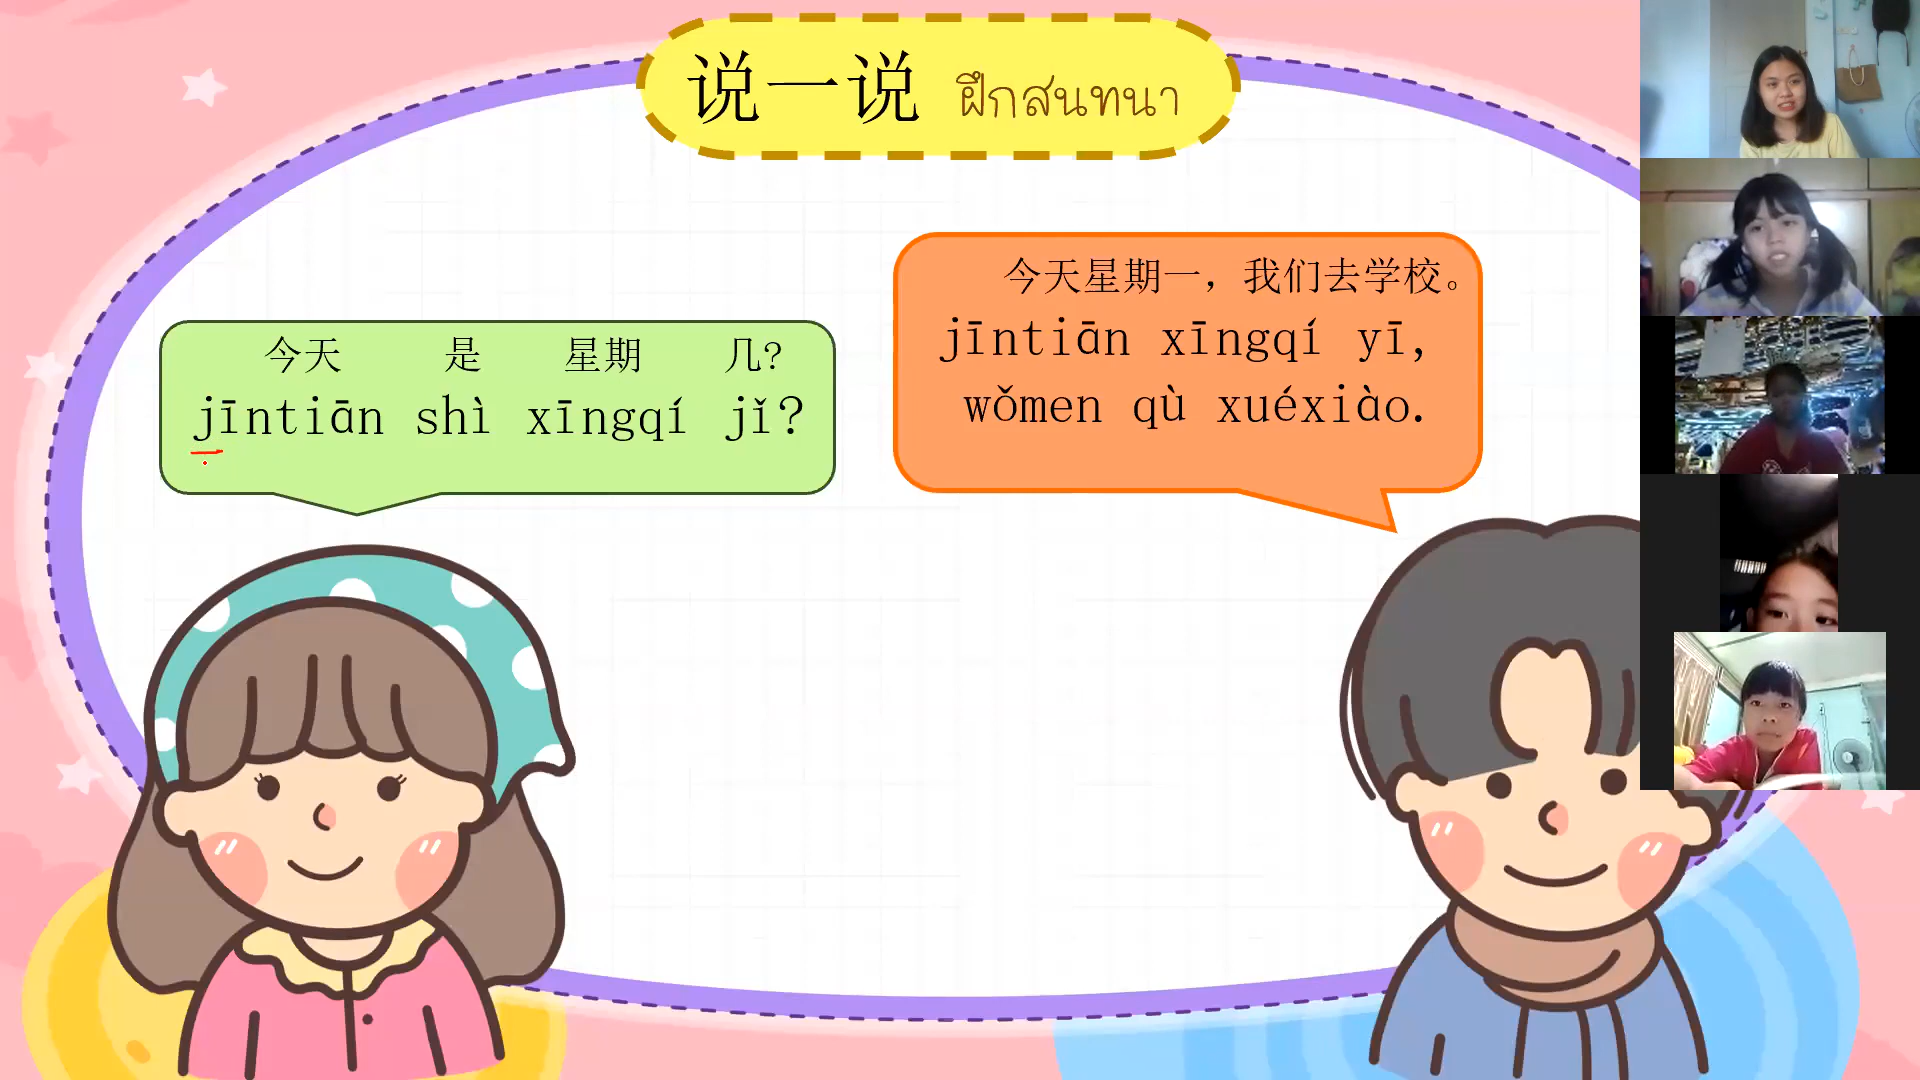 说一说 ฝึกสนทนา
今天 是 星期 几?
jīntiān shì xīngqí jǐ?
今天星期一，我们去学校。
jīntiān xīngqí yī,
wǒmen qù xuéxiào.